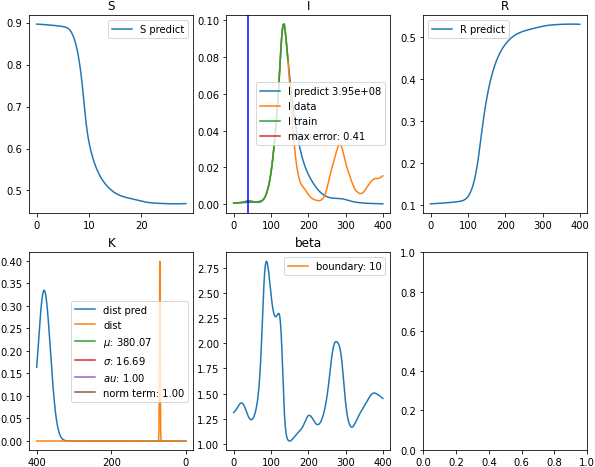 S
I
R
0.9
0.8
0.7
0.6
0.5
0 10 20
S predict
0.10
0.08
0.06
0.04
0.02
0.00
0 100 200 300 400
I predict 3.95e+08
I data
I train
max error: 0.41
0.5
0.4
0.3
0.2
0.1
0 100 200 300 400
R predict
K
beta
0.40
0.35
0.30
0.25
0.20
0.15
0.10
0.05
0.00
400 200 0
dist pred
dist
μ: 380.07
σ: 16.69
au: 1.00
norm term: 1.00
2.75
2.50
2.25
2.00
1.75
1.50
1.25
1.00
0 100 200 300 400
boundary: 10
1.0
0.8
0.6
0.4
0.2
0.0
0.0 0.2 0.4 0.6 0.8 1.0